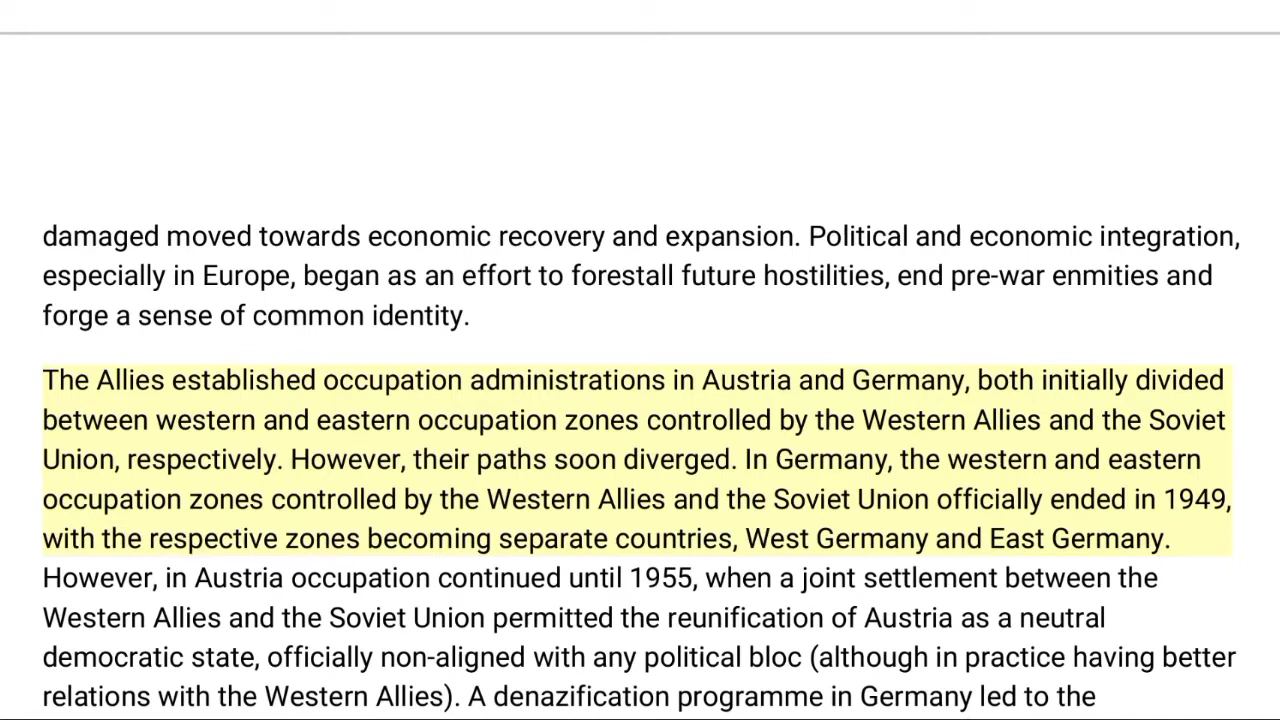 damaged moved towards economic recovery and expansion. Political and economic integration,
especially in Europe, began as an effort to forestall future hostilities, end pre-war enmities and
forge a sense of common identity.
The Allies established occupation administrations in Austria and Germany, both initially divided
between western and eastern occupation zones controlled by the Western Allies and the Soviet
Union, respectively. However, their paths soon diverged. In Germany, the western and eastern
occupation zones controlled by the Western Allies and the Soviet Union officially ended in 1949,
with the respective zones becoming separate countries, West Germany and East Germany.
However, in Austria occupation continued until 1955, when a joint settlement between the
Western Allies and the Soviet Union permitted the reunification of Austria as a neutral
democratic state, officially non-aligned with any political bloc (although in practice having better
relations with the Western Allies). A denazification programme in Germany led to the